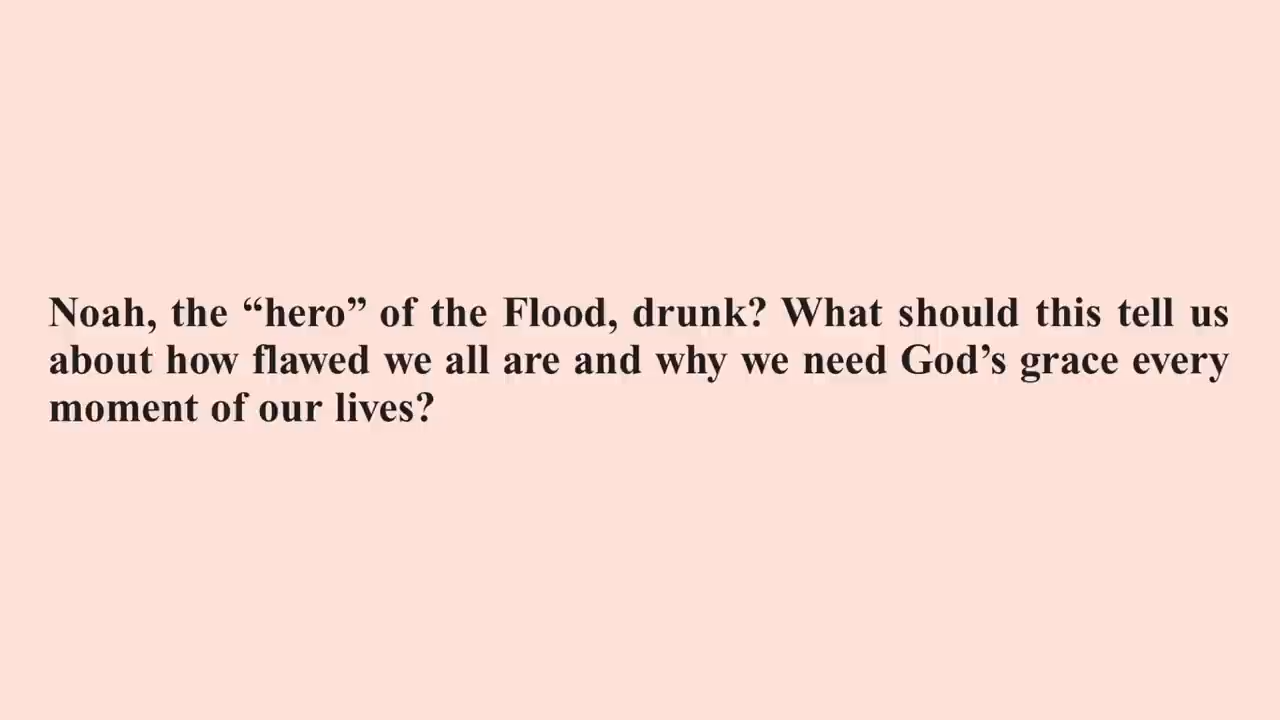 Noah, the “hero” of the Flood, drunk? What should this tell us
about how flawed we all are and why we need God’s grace every
moment of our lives?